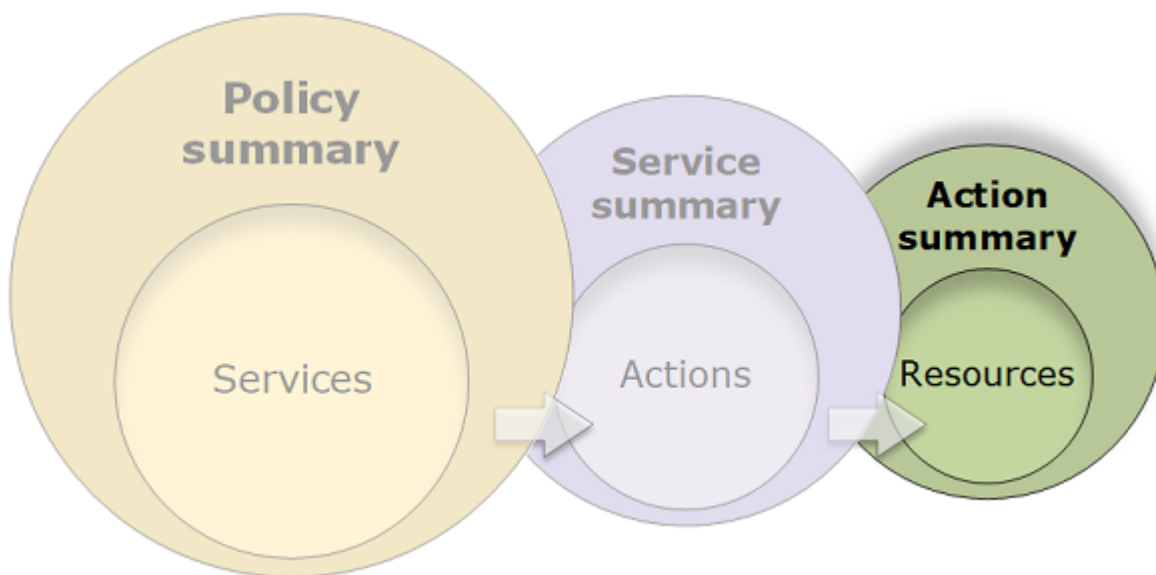 Policy
summary
Services
Service
summary
Actions
Action
summary
Resources